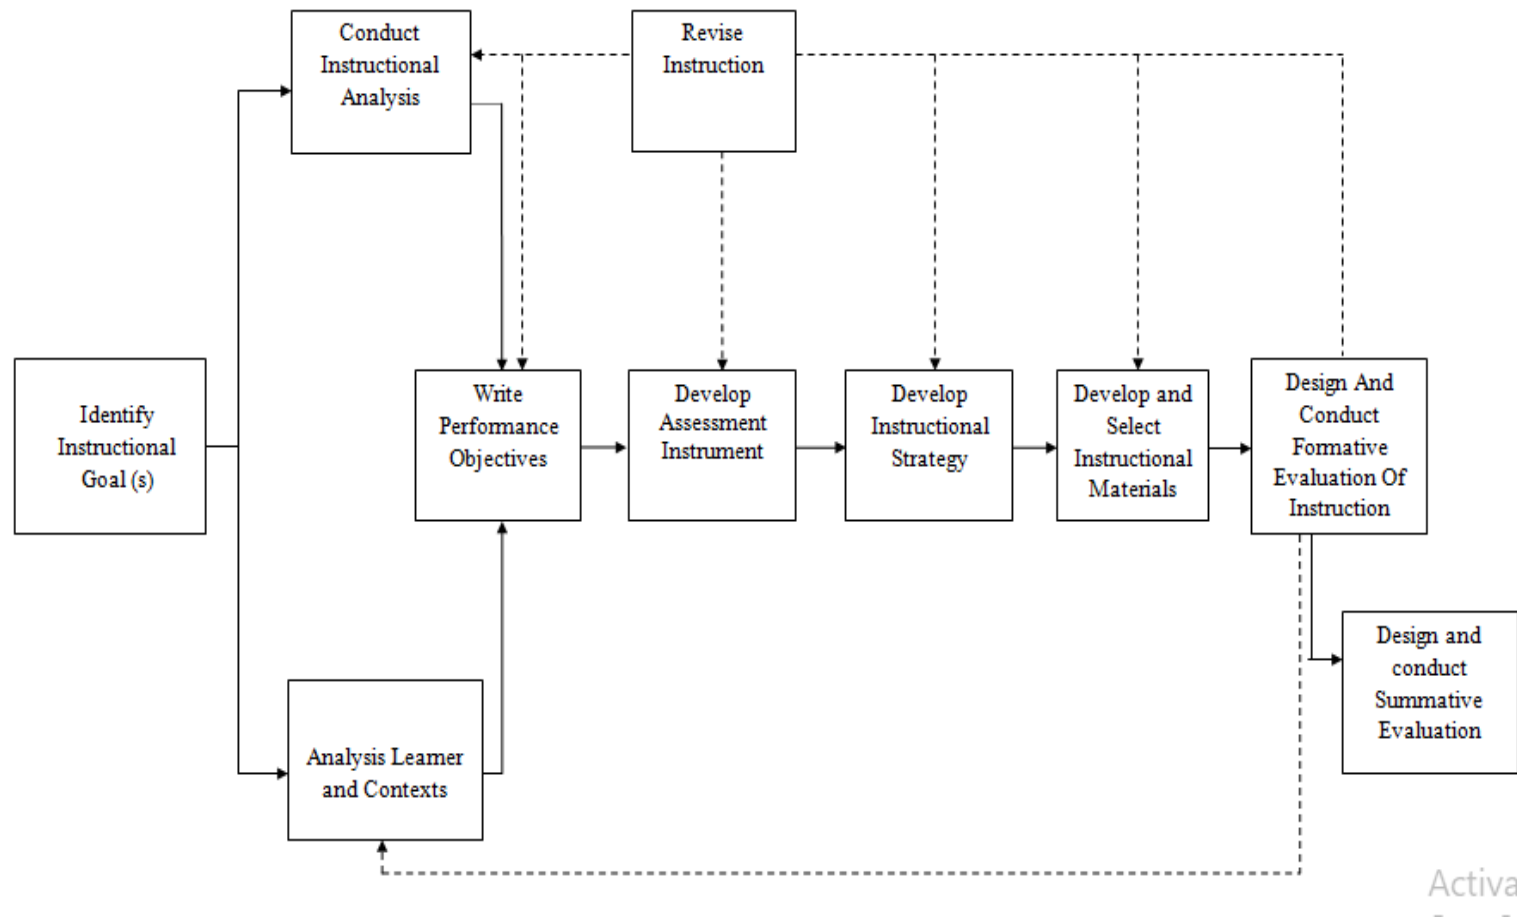 Conduct
Instructional
Analysis
Revise
Instruction
Identify
Instructional
Goal (s)
Write
Performance
Objectives
Develop
Assessment
Instrument
Develop
Instructional
Strategy
Develop and
Select
Instructional
Materials
Design And
Conduct
Formative
Evaluation Of
Instruction
Design and
conduct
Summative
Evaluation
Analysis Learner
and Contexts
Activa